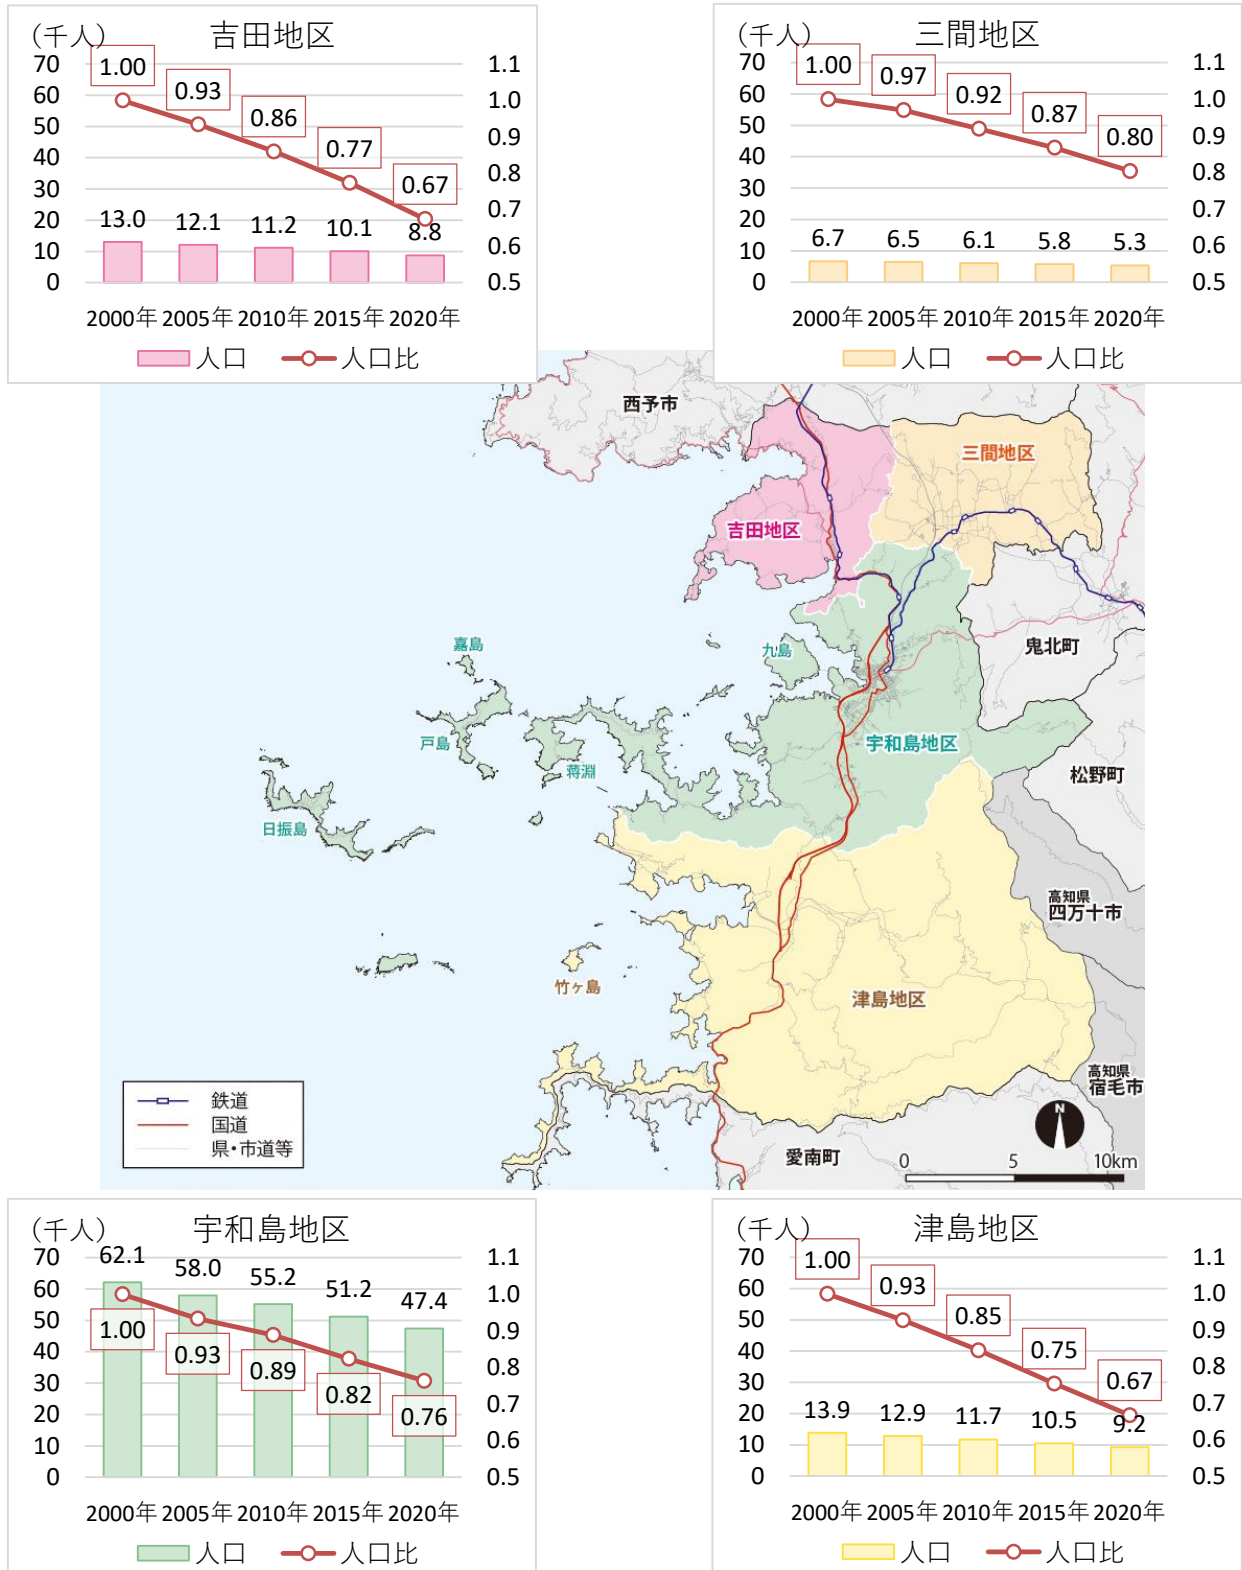 吉田地区
(千人)
70
60
50
40
30
20
10
0
1.1
1.0
0.9
0.8
0.7
0.6
0.5
1.00
0.93
0.86
0.77
0.67
13.0
12.1
11.2
10.1
8.8
2000年 2005年 2010年 2015年 2020年
人口 人口比
三間地区
(千人)
70
60
50
40
30
20
10
0
1.1
1.0
0.9
0.8
0.7
0.6
0.5
1.00
0.97
0.92
0.87
0.80
6.7
6.5
6.1
5.8
5.3
2000年 2005年 2010年 2015年 2020年
人口 人口比
西予市
三間地区
吉田地区
鬼北町
嘉島
九島
戸島
蒋淵
宇和島地区
松野町
日振島
高知県
四万十市
竹ヶ島
津島地区
高知県
宿毛市
愛南町
鉄道
国道
県・市道等
N
0 5 10km
宇和島地区
(千人)
70
60
50
40
30
20
10
0
1.1
1.0
0.9
0.8
0.7
0.6
0.5
62.1
58.0
55.2
51.2
47.4
1.00
0.93
0.89
0.82
0.76
2000年 2005年 2010年 2015年 2020年
人口 人口比
津島地区
(千人)
70
60
50
40
30
20
10
0
1.1
1.0
0.9
0.8
0.7
0.6
0.5
1.00
0.93
0.85
0.75
0.67
13.9
12.9
11.7
10.5
9.2
2000年 2005年 2010年 2015年 2020年
人口 人口比